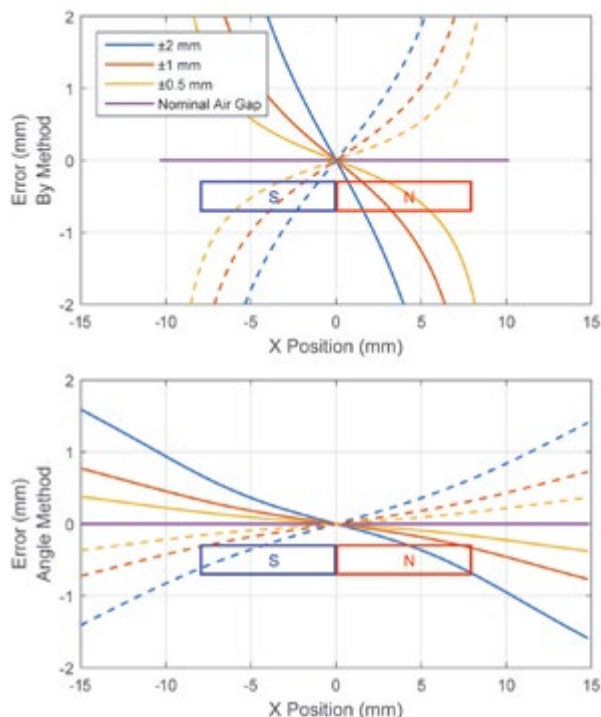 2
1
0
-1
-2
Error (mm)
By Method
±2 mm
±1 mm
±0.5 mm
Nominal Air Gap
S N
-15 -10 -5 0 5 10 15
X Position (mm)
2
1
0
-1
-2
Error (mm)
Angle Method
S N
-15 -10 -5 0 5 10 15
X Position (mm)